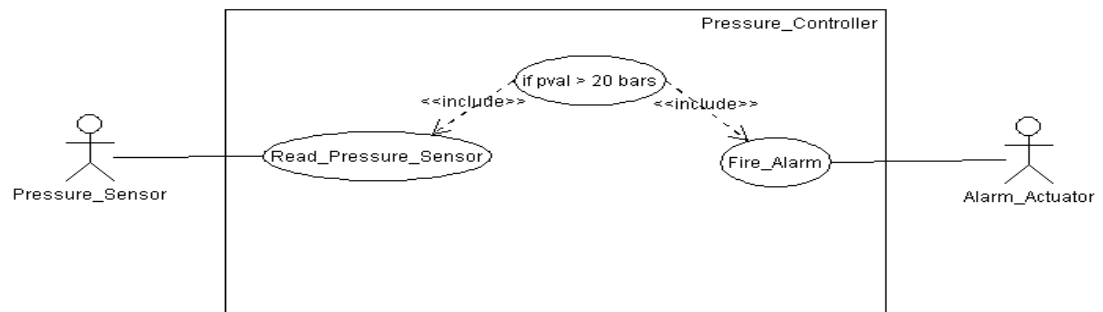 Pressure_Controller
if pval > 20 bars
<<include>>
<<include>>
Read_Pressure_Sensor
Fire_Alarm
Pressure_Sensor
Alarm_Actuator